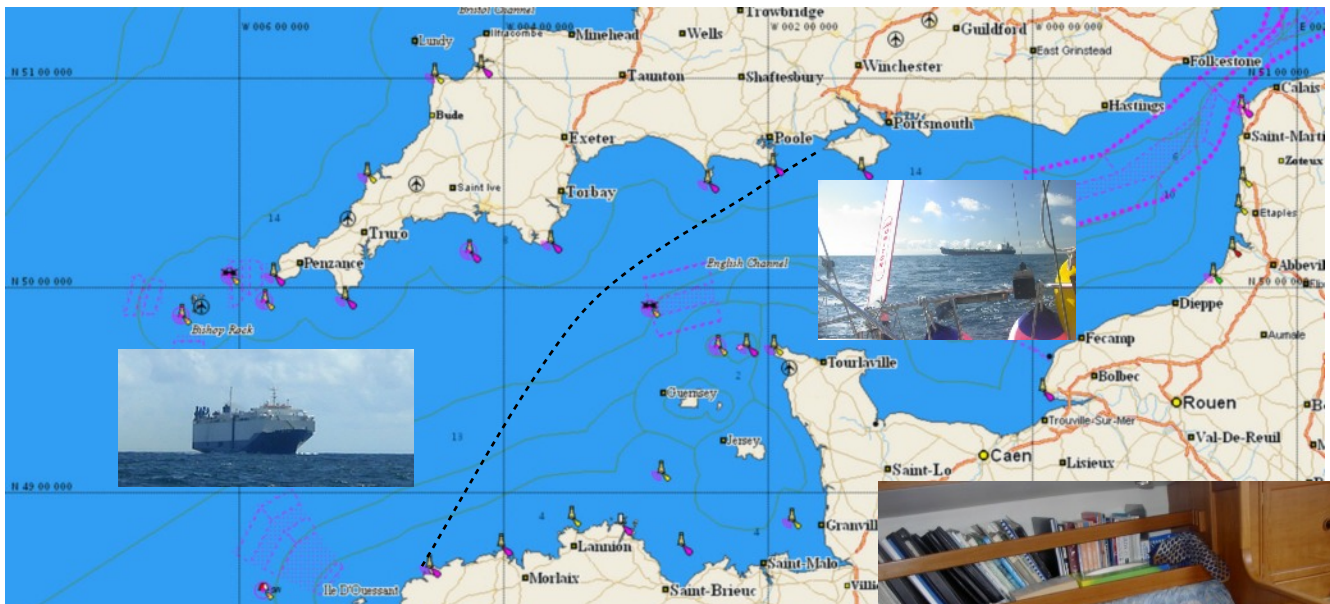 Bristol Channel
W 006 00 000
W 004 00 000
W 002 00 000
W 000 00 000
Trowbridge
Lundy
Ilfracombe
Minehead
Wells
Guildford
East Grinstead
Folkestone
N 51 00 000
Taunton
Shaftesbury
Winchester
N 51 00 000
Calais
Bude
Hastings
Exeter
Poole
Portsmouth
Saint-Marti
Zoteux
6
14
Saint Ive
Torbay
10
Etaples
14
Truro
Penzance
English Channel
Abbevil
N 50 00 000
N 50 00 000
Dieppe
Bishop Rock
Aumale
Fecamp
Tourlaville
Bolbec
2
Guernsey
Rouen
Trouville-Sur-Mer
13
Jersey
Val-De-Reuil
Caen
Lisieux
Saint-Lo
N 49 00 000
4
4
Granvill
Lannion
Morlaix
Saint-Malo
Ile D'Ouessant
Saint-Brieuc
Villi